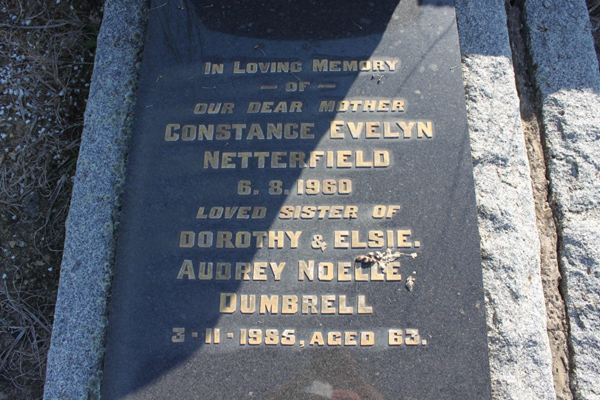 In Loving Memory
— of —
our dear mother
Constance Evelyn
Netterfield
6. 8. 1960
loved sister of
Dorothy & Elsie.
Audrey Noelle
Dumbrell
3-11-1985, aged 63.